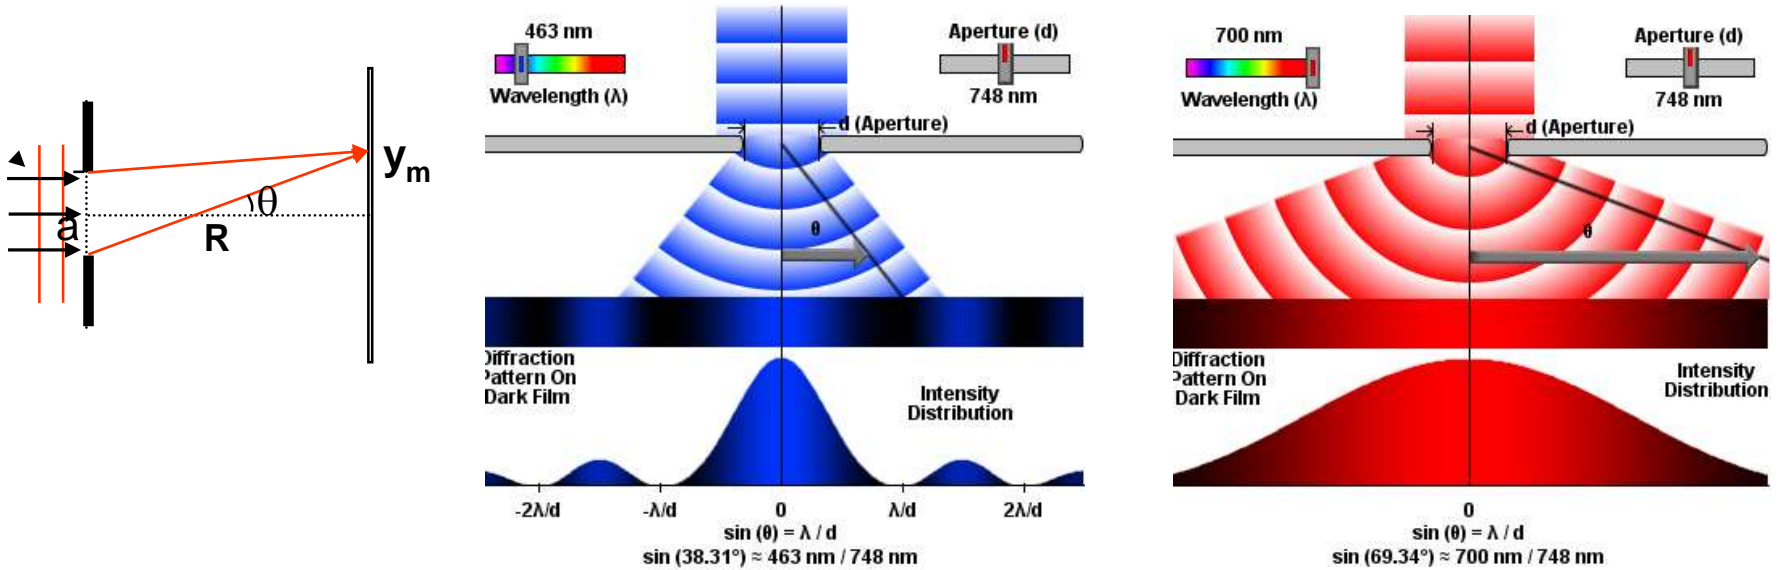 a
R
θ
ym
463 nm
Wavelength (λ)
Aperture (d)
748 nm
d (Aperture)
θ
Diffraction
Pattern On
Dark Film
Intensity
Distribution
-2λ/d -λ/d 0 λ/d 2λ/d
sin (θ) = λ / d
sin (38.31°) ≈ 463 nm / 748 nm
700 nm
Wavelength (λ)
Aperture (d)
748 nm
d (Aperture)
θ
Diffraction
Pattern On
Dark Film
Intensity
Distribution
0
sin (θ) = λ / d
sin (69.34°) ≈ 700 nm / 748 nm